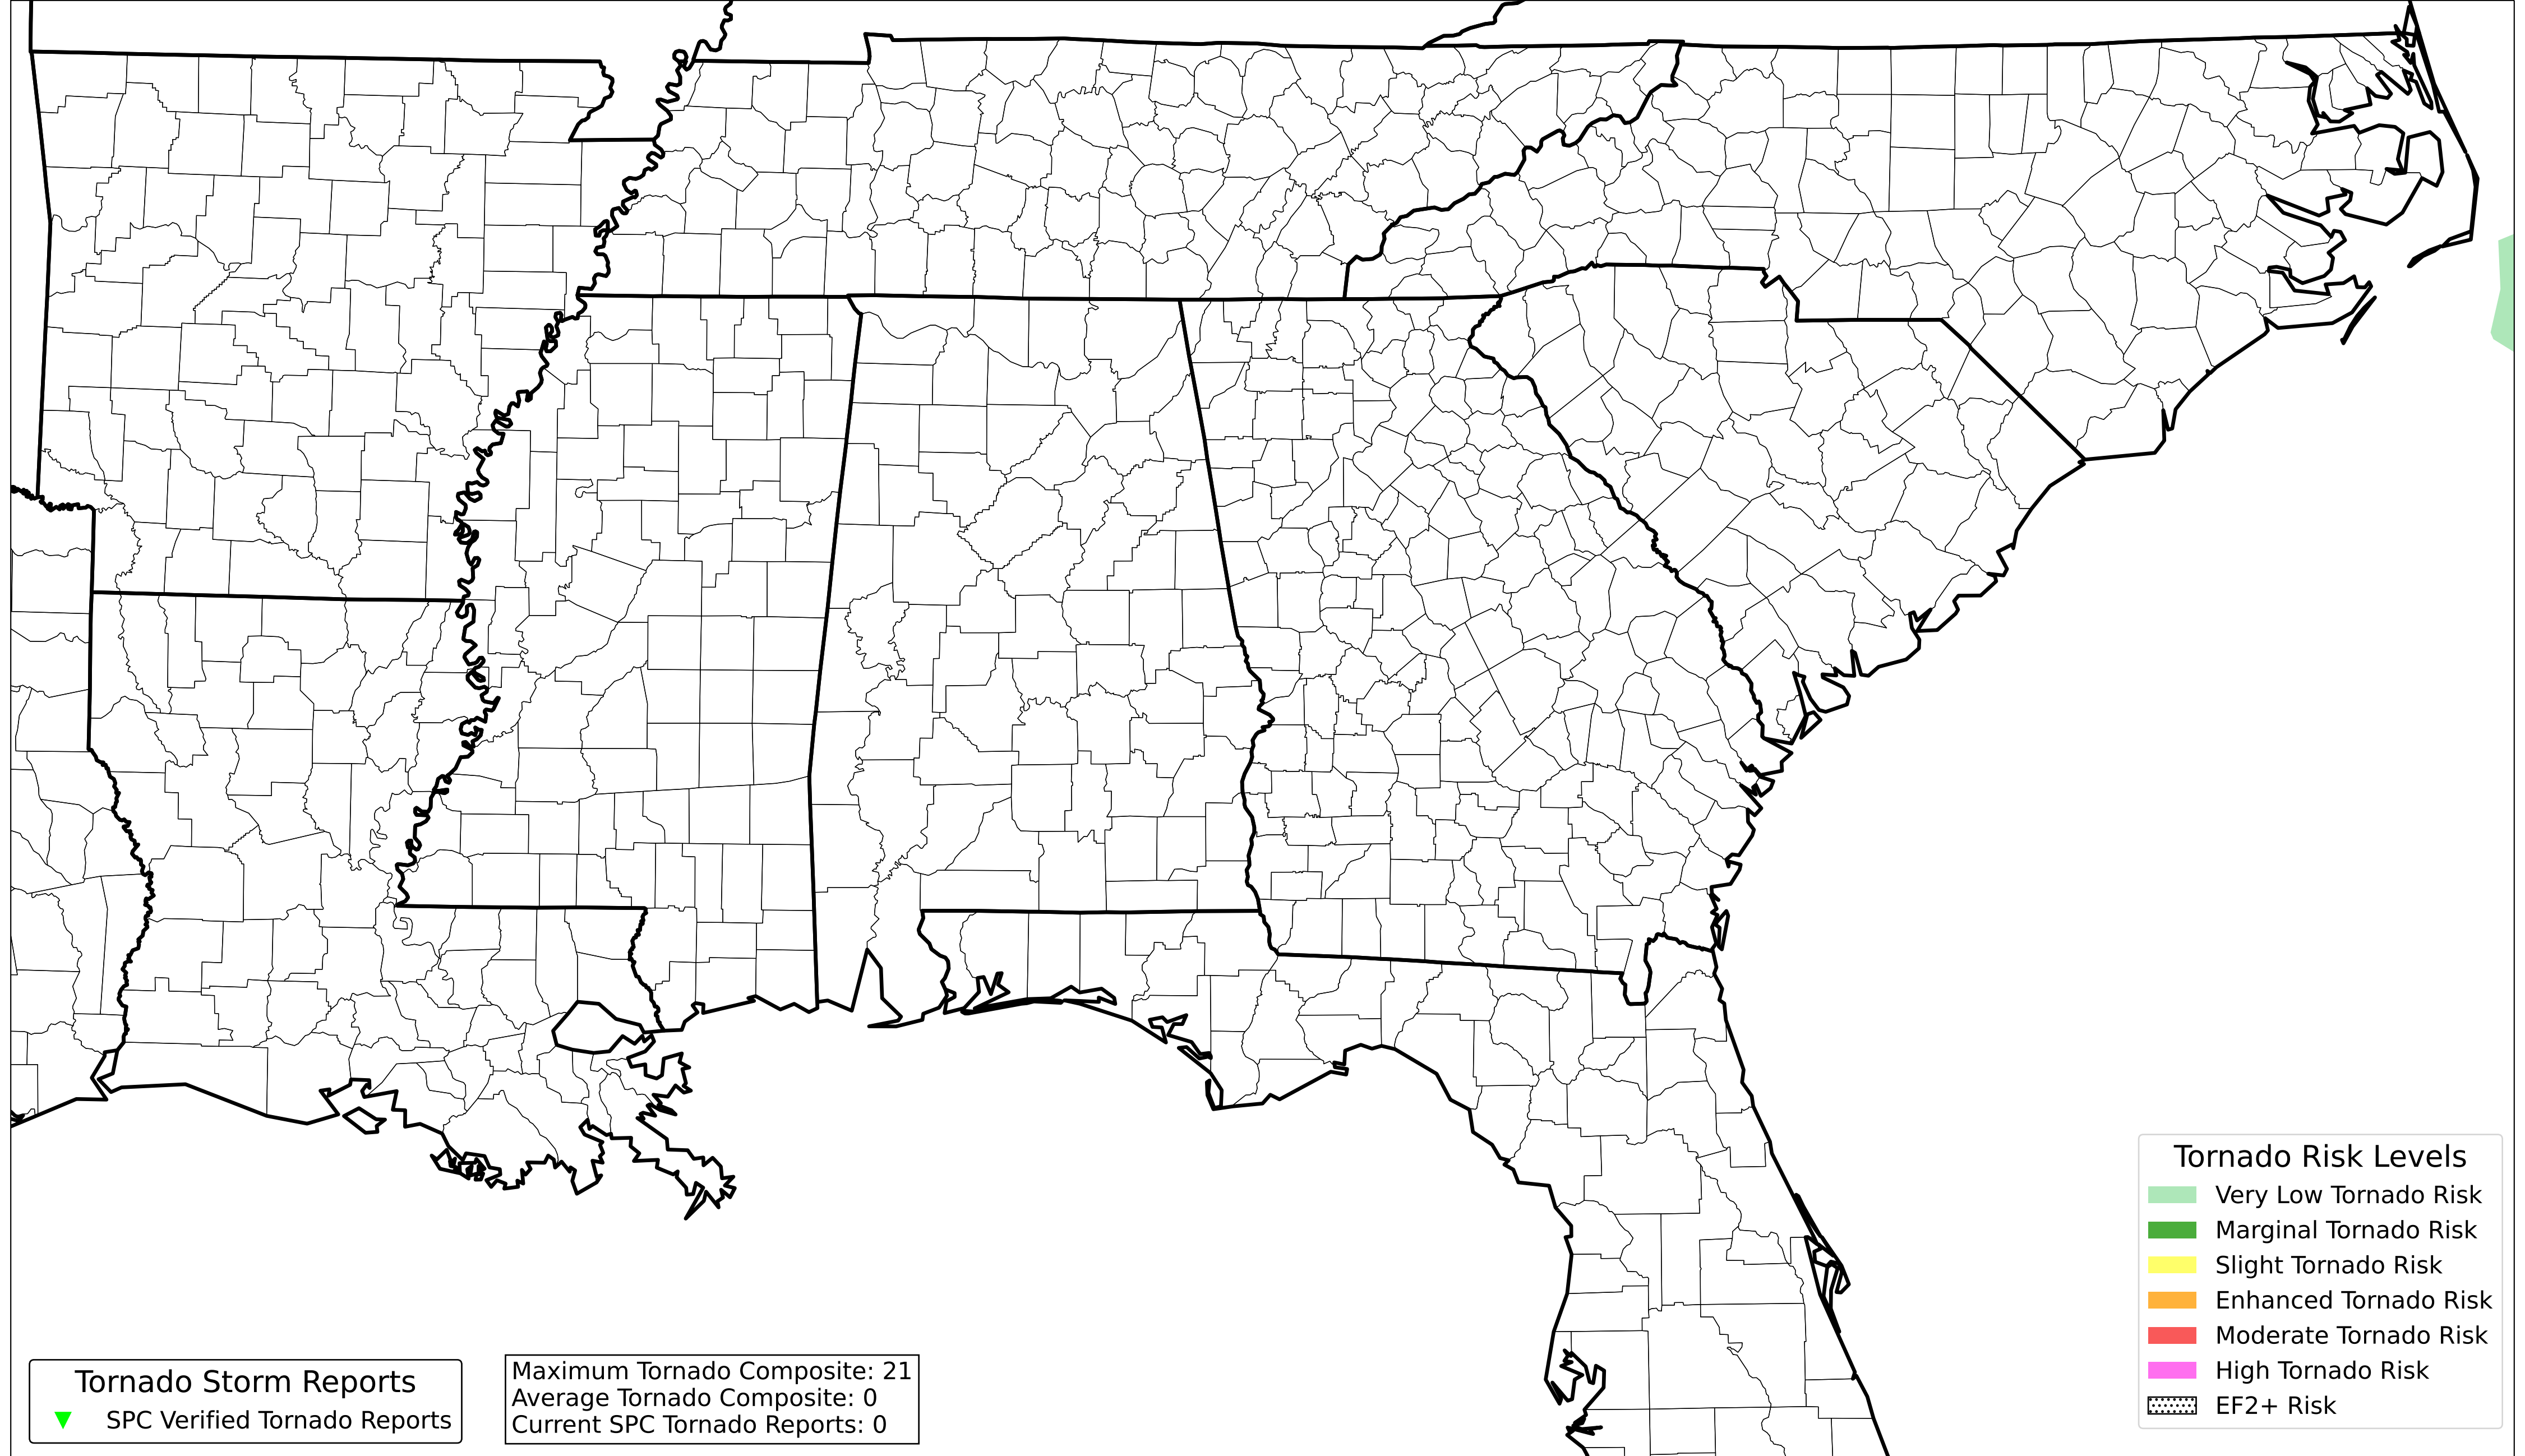 Tornado Storm Reports
SPC Verified Tornado Reports
Maximum Tornado Composite: 21
Average Tornado Composite: 0
Current SPC Tornado Reports: 0
Tornado Risk Levels
Very Low Tornado Risk
Marginal Tornado Risk
Slight Tornado Risk
Enhanced Tornado Risk
Moderate Tornado Risk
High Tornado Risk
EF2+ Risk